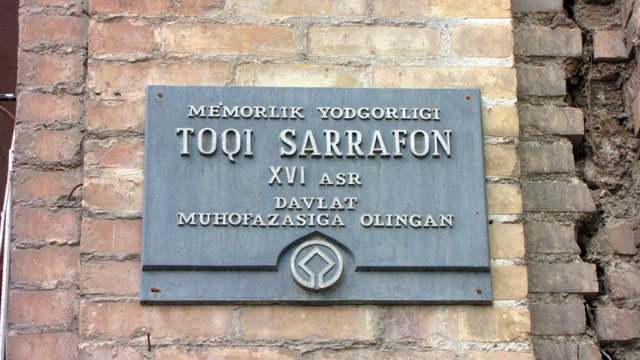 MEMORLIK YODGORLIGI
TOQI SARRAFON
XVI ASR
DAVLAT
MUHOFAZASIGA OLINGAN